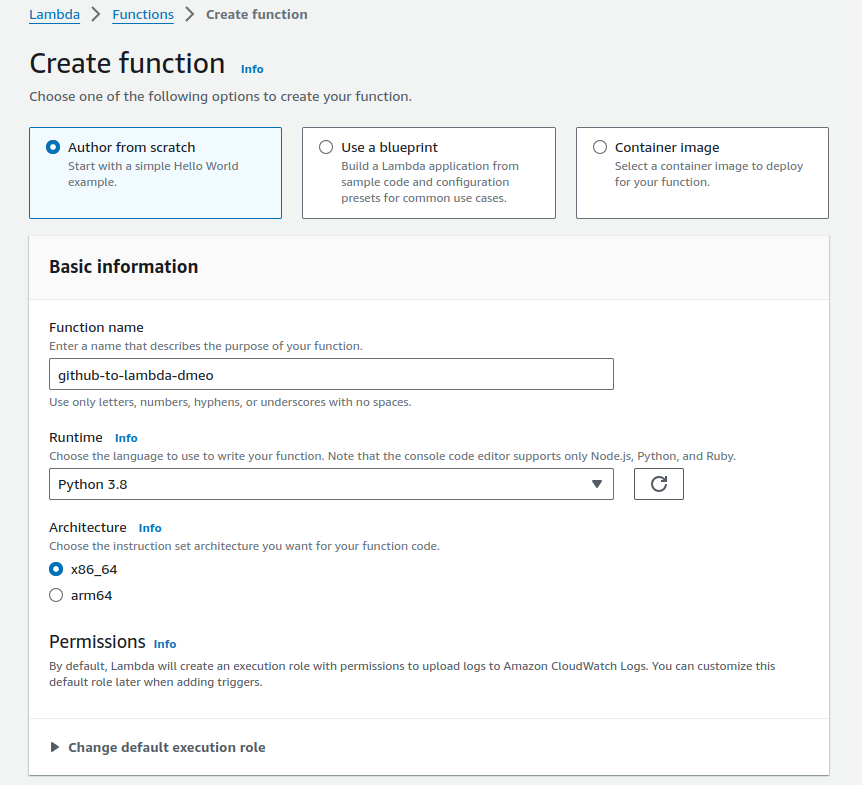 Lambda > Functions > Create function
Create function Info
Choose one of the following options to create your function.
Author from scratch
Start with a simple Hello World
example.
Use a blueprint
Build a Lambda application from
sample code and configuration
presets for common use cases.
Container image
Select a container image to deploy
for your function.
Basic information
Function name
Enter a name that describes the purpose of your function.
github-to-lambda-dmeo
Use only letters, numbers, hyphens, or underscores with no spaces.
Runtime Info
Choose the language to use to write your function. Note that the console code editor supports only Node.js, Python, and Ruby.
Python 3.8
Architecture Info
Choose the instruction set architecture you want for your function code.
x86_64
arm64
Permissions Info
By default, Lambda will create an execution role with permissions to upload logs to Amazon CloudWatch Logs. You can customize this
default role later when adding triggers.
Change default execution role